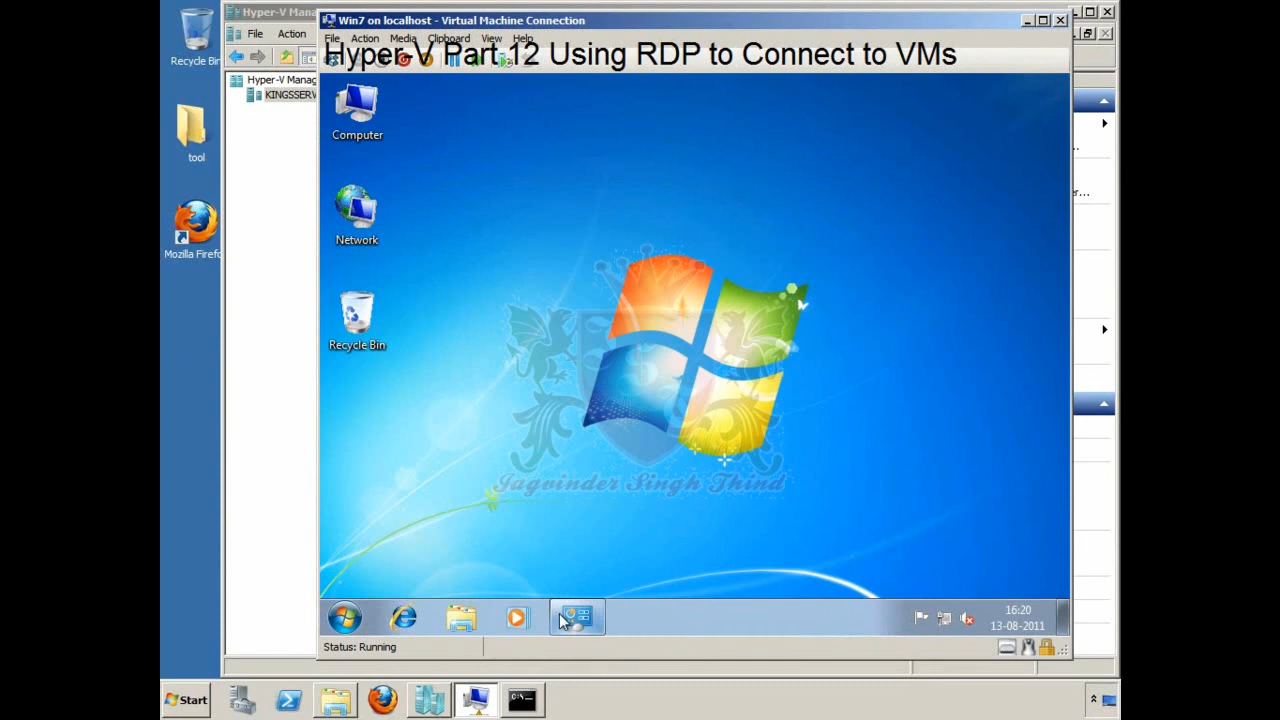 Hyper-V Mana
Win7 on localhost - Virtual Machine Connection
File Action
File Action Media Clipboard View Help
Hyper-V Part 12 Using RDP to Connect to VMs
Recycle Bin
Hyper-V Manag
KINGSSERV
tool
Mozilla Firefo
Computer
Network
Recycle Bin
Jagvinder Singh Thind
...
er...
16:20
13-08-2011
Status: Running
Start